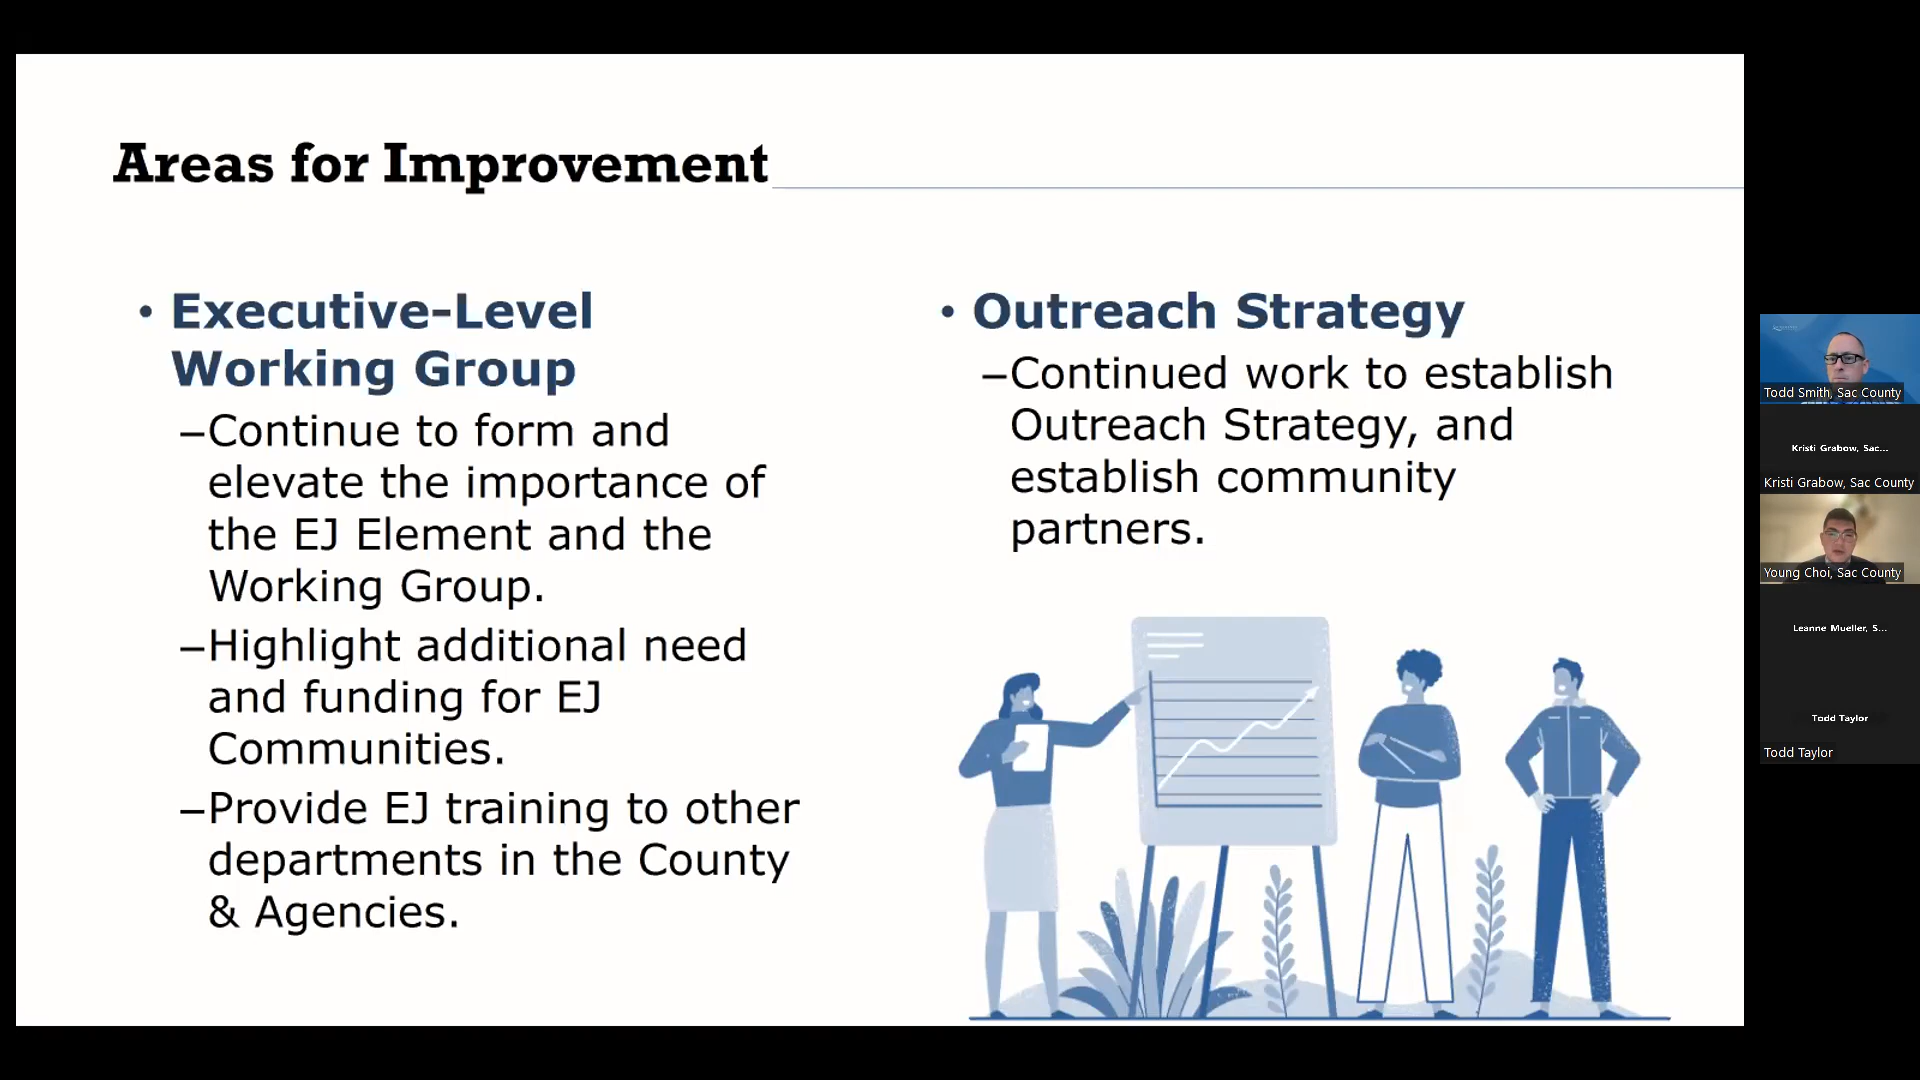 Areas for Improvement
• Executive-Level
Working Group
–Continue to form and
elevate the importance of
the EJ Element and the
Working Group.
–Highlight additional need
and funding for EJ
Communities.
–Provide EJ training to other
departments in the County
& Agencies.
• Outreach Strategy
–Continued work to establish
Outreach Strategy, and
establish community
partners.
Todd Smith, Sac County
Kristi Grabow, Sac...
Kristi Grabow, Sac County
Young Choi, Sac County
Leanne Mueller, S...
Todd Taylor
Todd Taylor